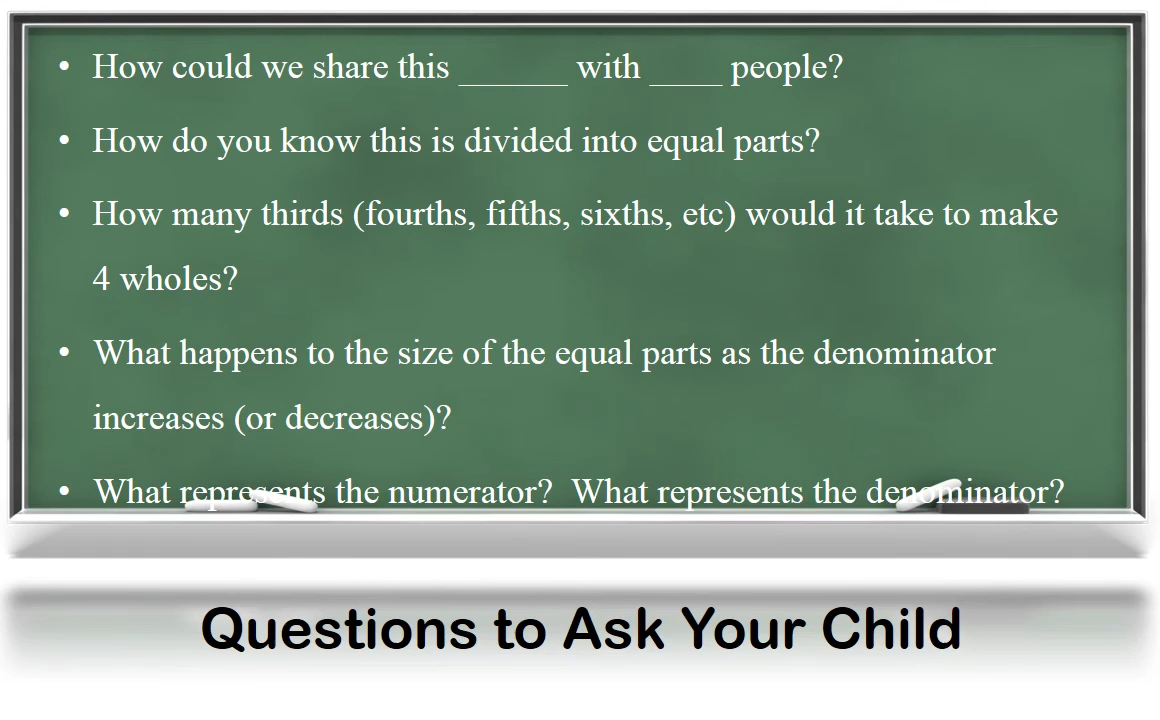 • How could we share this ______ with ____ people?
• How do you know this is divided into equal parts?
• How many thirds (fourths, fifths, sixths, etc) would it take to make
4 wholes?
• What happens to the size of the equal parts as the denominator
increases (or decreases)?
• What represents the numerator?  What represents the denominator?
Questions to Ask Your Child